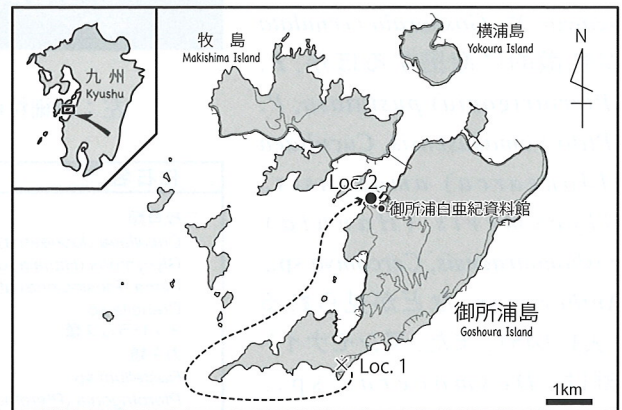 九州
Kyushu
牧島
Makishima Island
横浦島
Yokoura Island
N
Loc. 2
御所浦白亜紀資料館
御所浦島
Goshoura Island
Loc. 1
1km